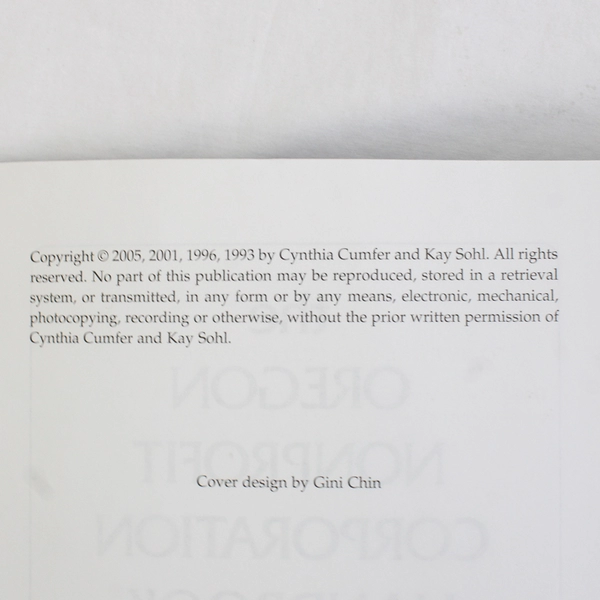 Copyright © 2005, 2001, 1996, 1993 by Cynthia Cumfer and Kay Sohl. All rights
reserved. No part of this publication may be reproduced, stored in a retrieval
system, or transmitted, in any form or by any means, electronic, mechanical,
photocopying, recording or otherwise, without the prior written permission of
Cynthia Cumfer and Kay Sohl.
OREGON
NONPROFIT
Cover design by Gini Chin
CORPORATION